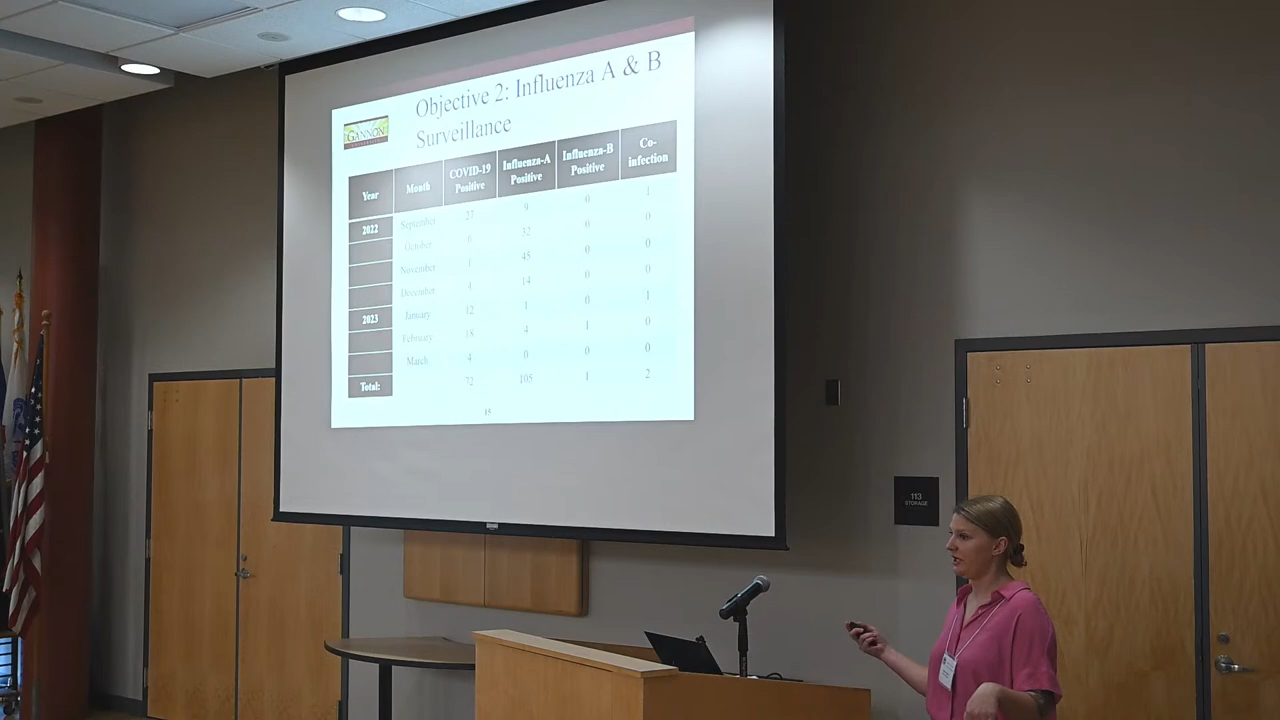 Objective 2: Influenza A & B
Surveillance
GANNON
UNIVERSITY
Year Month COVID-19 Positive Influenza-A Positive Influenza-B Positive Co-infection
2022 September 27 9 0 1
October 6 32 0 0
November 1 45 0 0
December 4 14 0 0
2023 January 12 1 0 1
February 18 4 1 0
March 4 0 0 0
Total: 72 105 1 2
15
113
STORAGE